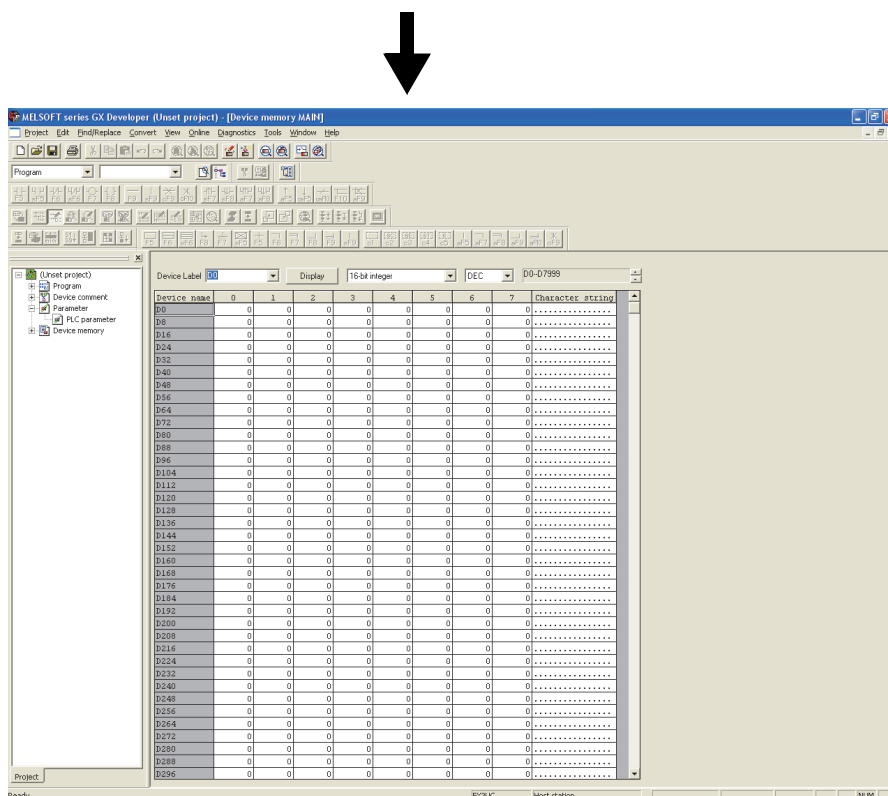 MELSOFT series GX Developer (Unset project) - [Device memory MAIN]
Project Edit Find/Replace Convert View Online Diagnostics Tools Window Help
Program
Device Label D0 Display 16-bit integer DEC D0-D7999
(Unset project)
Program
Device comment
Parameter
PLC parameter
Device memory
Device name 0 1 2 3 4 5 6 7 Character string
D0 0 0 0 0 0 0 0 0 ................
D8 0 0 0 0 0 0 0 0 ................
D16 0 0 0 0 0 0 0 0 ................
D24 0 0 0 0 0 0 0 0 ................
D32 0 0 0 0 0 0 0 0 ................
D40 0 0 0 0 0 0 0 0 ................
D48 0 0 0 0 0 0 0 0 ................
D56 0 0 0 0 0 0 0 0 ................
D64 0 0 0 0 0 0 0 0 ................
D72 0 0 0 0 0 0 0 0 ................
D80 0 0 0 0 0 0 0 0 ................
D88 0 0 0 0 0 0 0 0 ................
D96 0 0 0 0 0 0 0 0 ................
D104 0 0 0 0 0 0 0 0 ................
D112 0 0 0 0 0 0 0 0 ................
D120 0 0 0 0 0 0 0 0 ................
D128 0 0 0 0 0 0 0 0 ................
D136 0 0 0 0 0 0 0 0 ................
D144 0 0 0 0 0 0 0 0 ................
D152 0 0 0 0 0 0 0 0 ................
D160 0 0 0 0 0 0 0 0 ................
D168 0 0 0 0 0 0 0 0 ................
D176 0 0 0 0 0 0 0 0 ................
D184 0 0 0 0 0 0 0 0 ................
D192 0 0 0 0 0 0 0 0 ................
D200 0 0 0 0 0 0 0 0 ................
D208 0 0 0 0 0 0 0 0 ................
D216 0 0 0 0 0 0 0 0 ................
D224 0 0 0 0 0 0 0 0 ................
D232 0 0 0 0 0 0 0 0 ................
D240 0 0 0 0 0 0 0 0 ................
D248 0 0 0 0 0 0 0 0 ................
D256 0 0 0 0 0 0 0 0 ................
D264 0 0 0 0 0 0 0 0 ................
D272 0 0 0 0 0 0 0 0 ................
D280 0 0 0 0 0 0 0 0 ................
D288 0 0 0 0 0 0 0 0 ................
D296 0 0 0 0 0 0 0 0 ................
Project
Ready Host station NUM